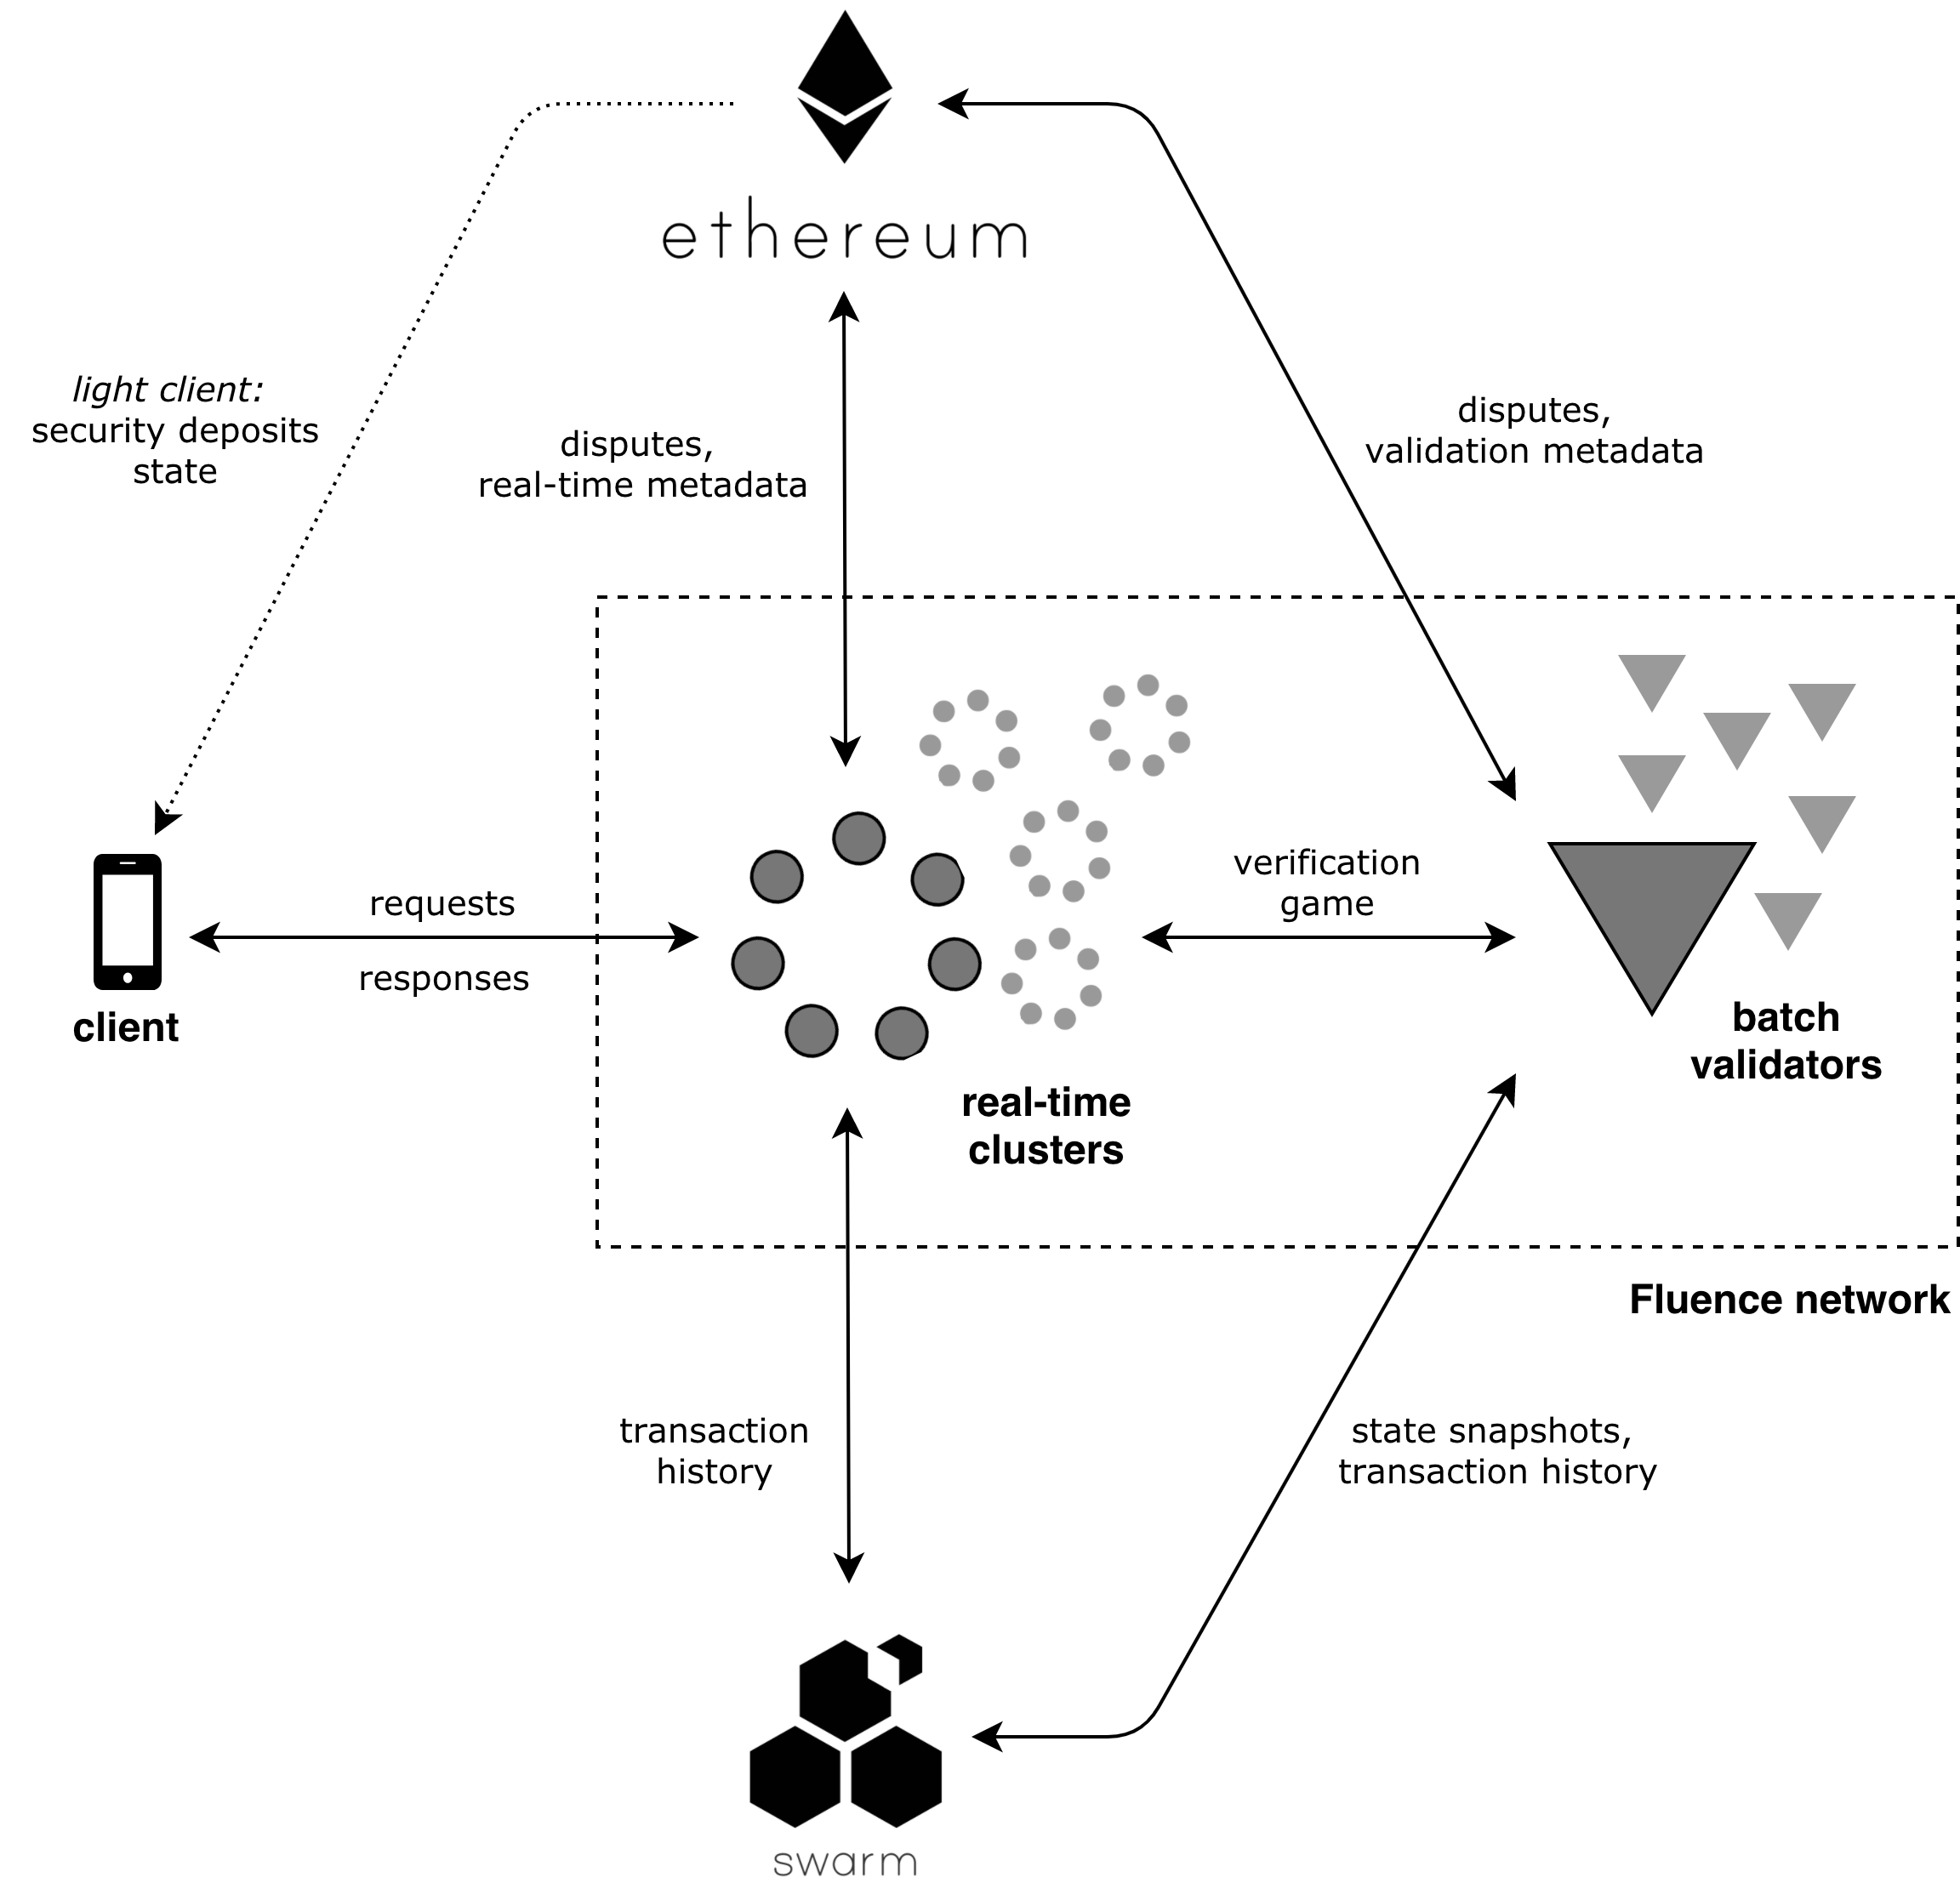 ethereum
light client:
security deposits
state
disputes,
real-time metadata
disputes,
validation metadata
requests
responses
client
verification
game
real-time
clusters
batch
validators
Fluence network
transaction
history
state snapshots,
transaction history
swarm